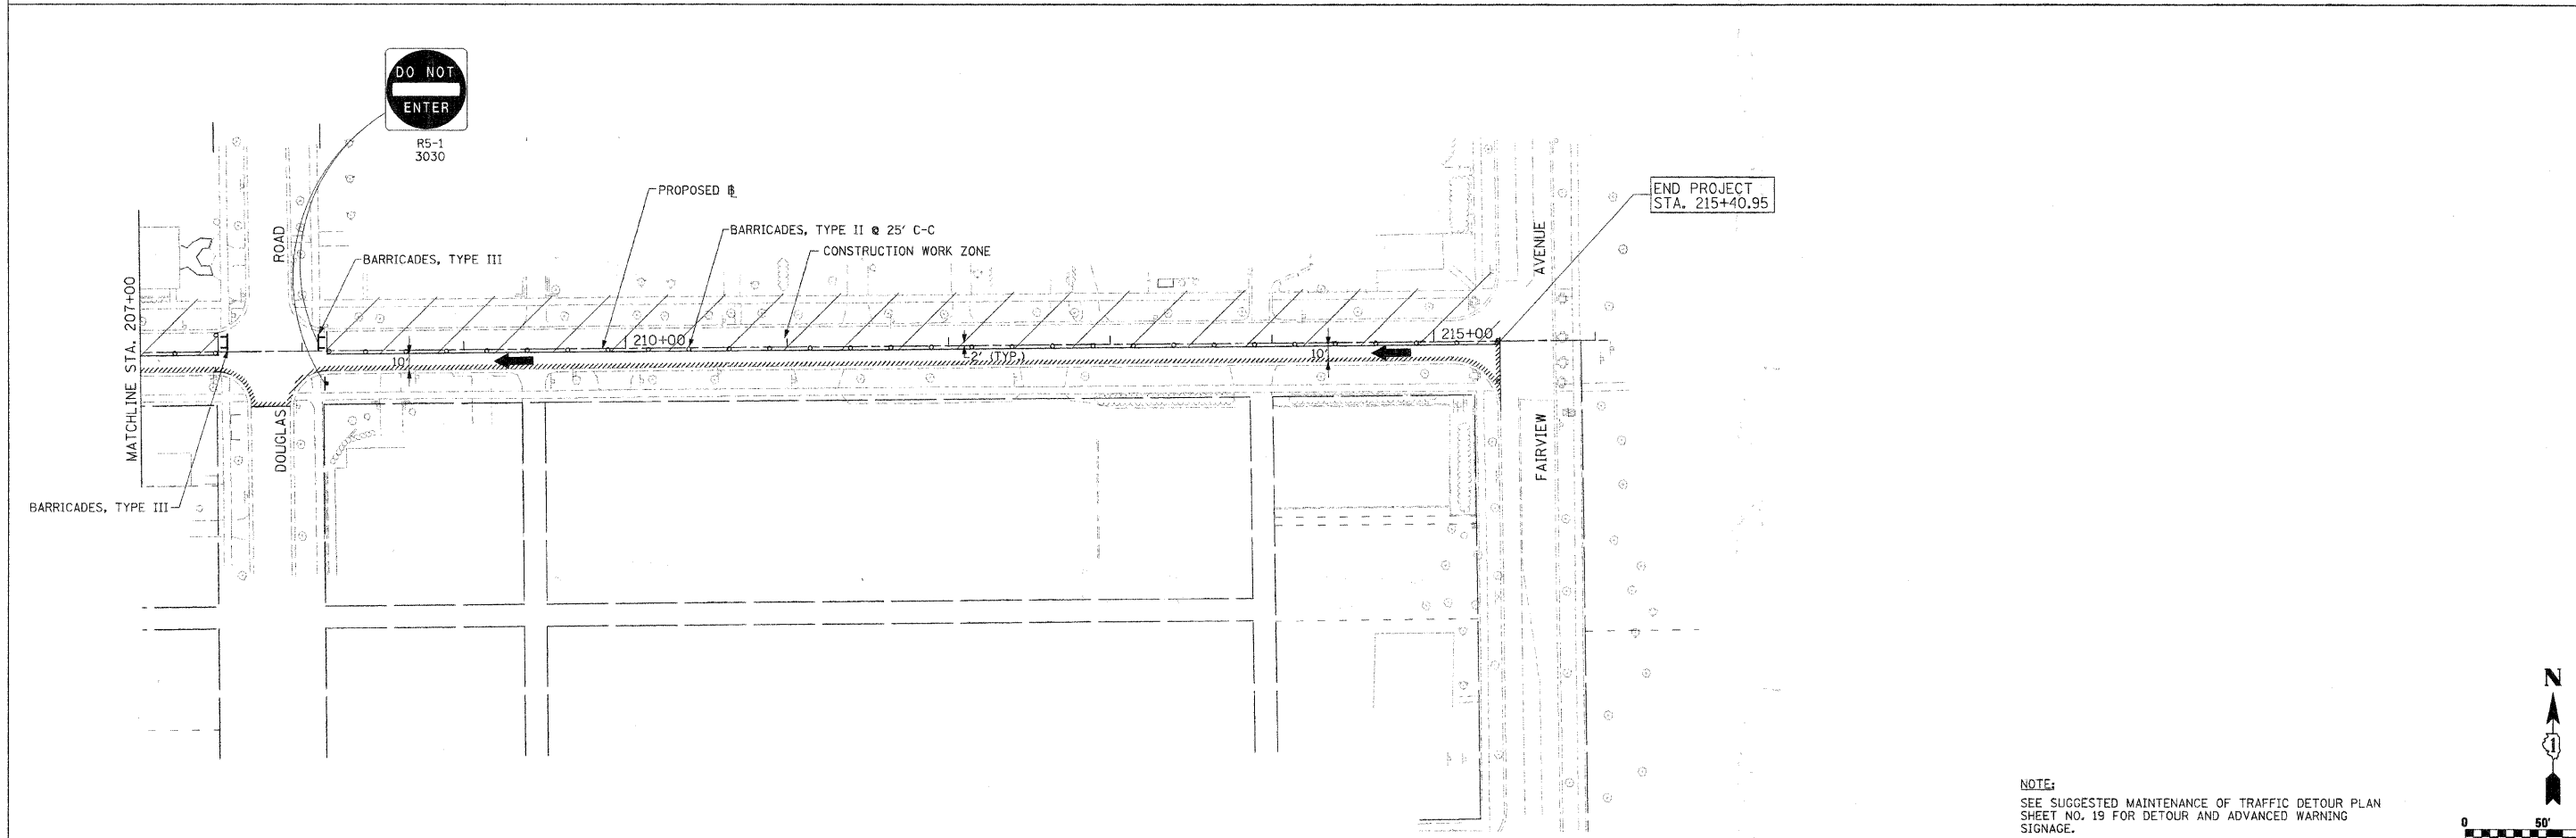 DO NOT
ENTER
R5-1
3030
PROPOSED ℄
BARRICADES, TYPE II @ 25' C-C
CONSTRUCTION WORK ZONE
BARRICADES, TYPE III
END PROJECT
STA. 215+40.95
ROAD
AVENUE
MATCHLINE STA. 207+00
210+00
215+00
10'
2' (TYP.)
10'
DOUGLAS
FAIRVIEW
BARRICADES, TYPE III
N
1
NOTE:
SEE SUGGESTED MAINTENANCE OF TRAFFIC DETOUR PLAN
SHEET NO. 19 FOR DETOUR AND ADVANCED WARNING
SIGNAGE.
0 50'